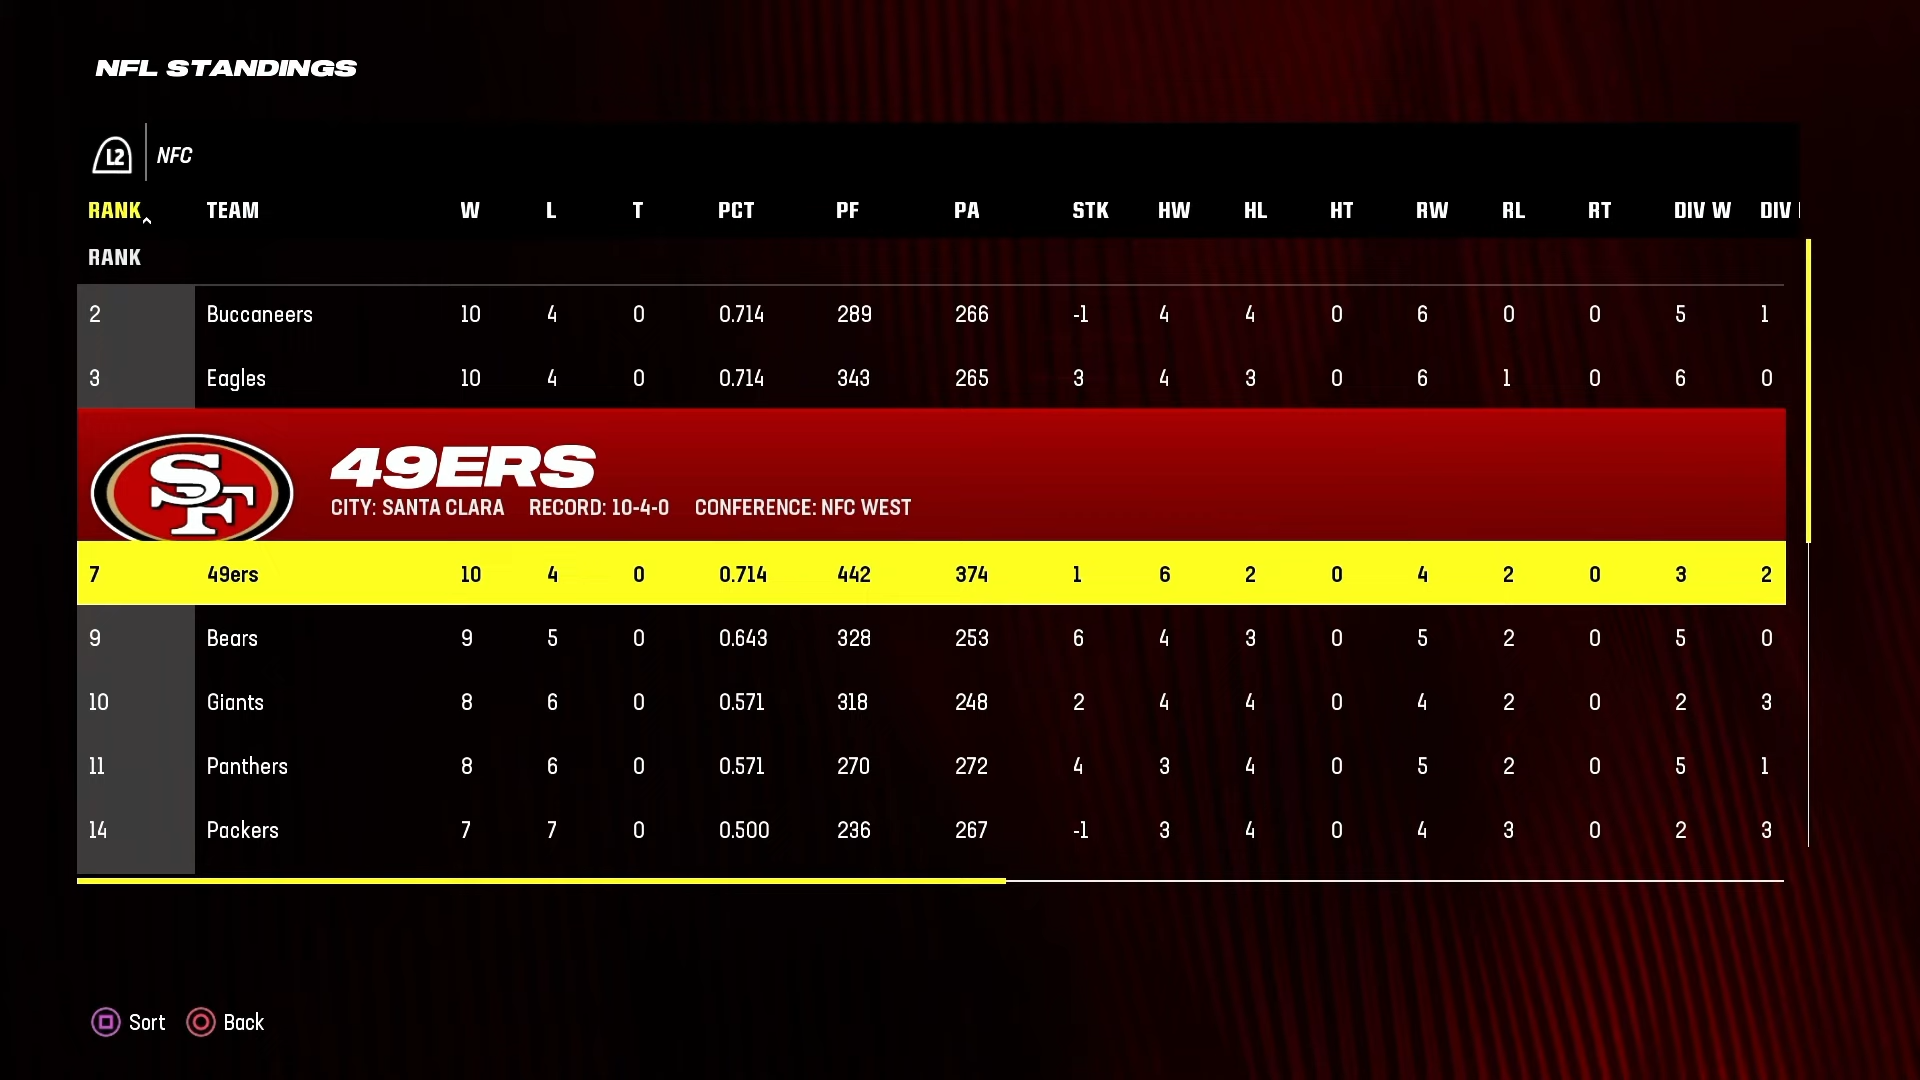 NFL STANDINGS
L2 NFC
RANK TEAM W L T PCT PF PA STK HW HL HT RW RL RT DIV W DIV
RANK
2 Buccaneers 10 4 0 0.714 289 266 -1 4 4 0 6 0 0 5 1
3 Eagles 10 4 0 0.714 343 265 3 4 3 0 6 1 0 6 0
SF 49ERS
CITY: SANTA CLARA RECORD: 10-4-0 CONFERENCE: NFC WEST
7 49ers 10 4 0 0.714 442 374 1 6 2 0 4 2 0 3 2
9 Bears 9 5 0 0.643 328 253 6 4 3 0 5 2 0 5 0
10 Giants 8 6 0 0.571 318 248 2 4 4 0 4 2 0 2 3
11 Panthers 8 6 0 0.571 270 272 4 3 4 0 5 2 0 5 1
14 Packers 7 7 0 0.500 236 267 -1 3 4 0 4 3 0 2 3
Sort Back